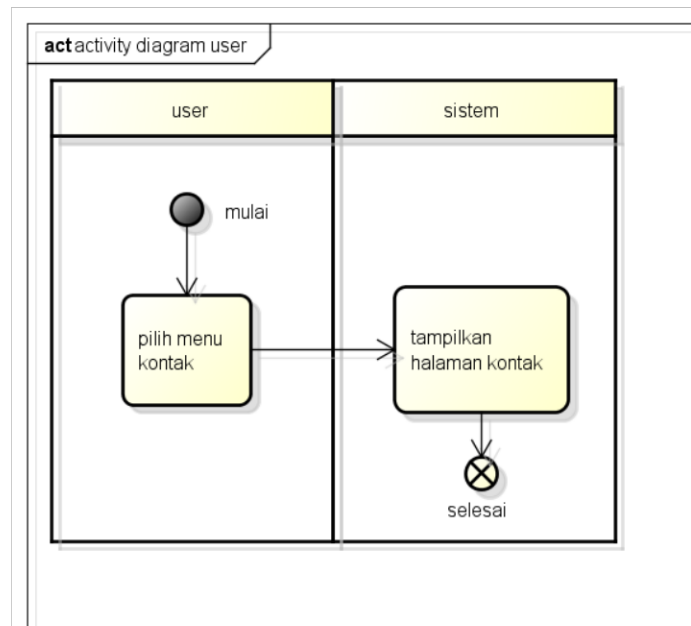 act activity diagram user
user
sistem
mulai
pilih menu
kontak
tampilkan
halaman kontak
selesai